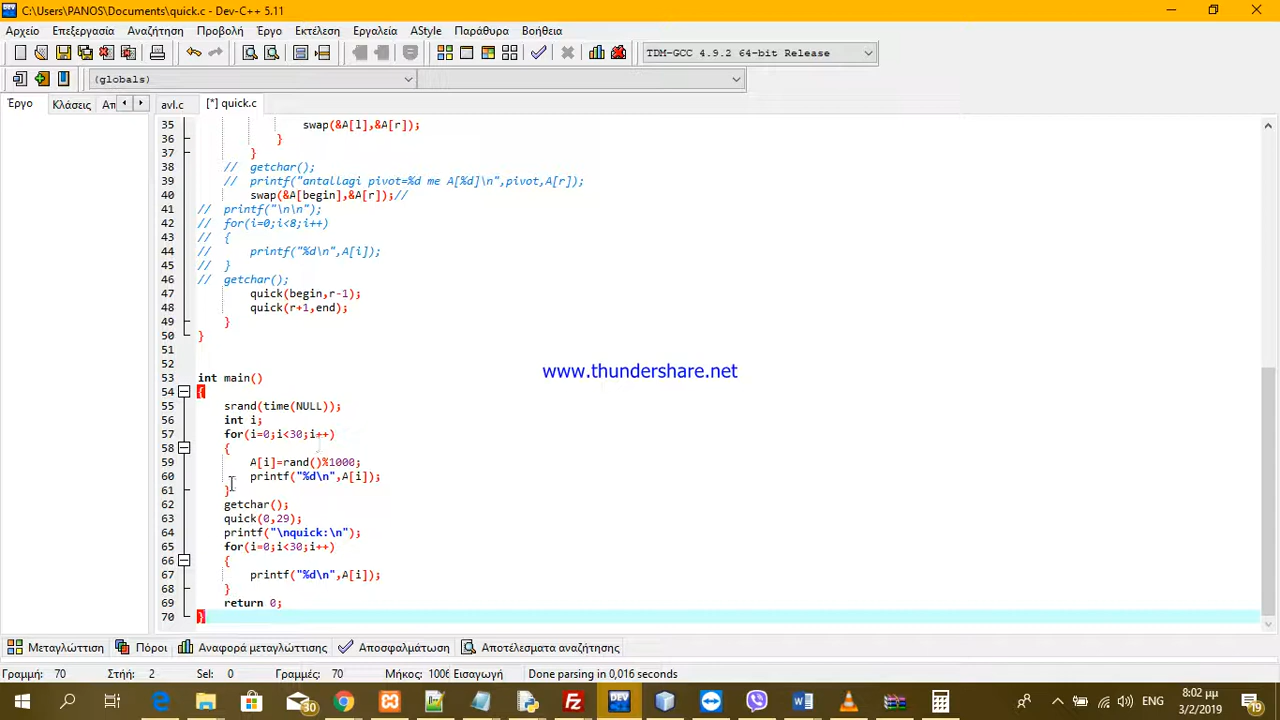 C:\Users\PANOS\Documents\quick.c - Dev-C++ 5.11
Αρχείο Επεξεργασία Αναζήτηση Προβολή Έργο Εκτέλεση Εργαλεία AStyle Παράθυρα Βοήθεια
TDM-GCC 4.9.2 64-bit Release
(globals)
Έργο Κλάσεις Απ avl.c [*] quick.c
35 swap(&A[l],&A[r]);
36 }
37 }
38 // getchar();
39 // printf("antallagi pivot=%d me A[%d]\n",pivot,A[r]);
40 swap(&A[begin],&A[r]);//
41 // printf("\n\n");
42 // for(i=0;i<8;i++)
43 // {
44 // printf("%d\n",A[i]);
45 // }
46 // getchar();
47 quick(begin,r-1);
48 quick(r+1,end);
49 }
50 }
51
52
www.thundershare.net
53 int main()
54 {
55 srand(time(NULL));
56 int i;
57 for(i=0;i<30;i++)
58 {
59 A[i]=rand()%1000;
60 printf("%d\n",A[i]);
61 }
62 getchar();
63 quick(0,29);
64 printf("\nquick:\n");
65 for(i=0;i<30;i++)
66 {
67 printf("%d\n",A[i]);
68 }
69 return 0;
70 }
Μεταγλώττιση Πόροι Αναφορά μεταγλώττισης Αποσφαλμάτωση Αποτελέσματα αναζήτησης
Γραμμή: 70 Στήή: 2 Sel: 0 Γραμμές: 70 Μήκος: 1006 Εισαγωγή Done parsing in 0,016 seconds
30 DEV ENG 8:02 μμ
3/2/2019 19